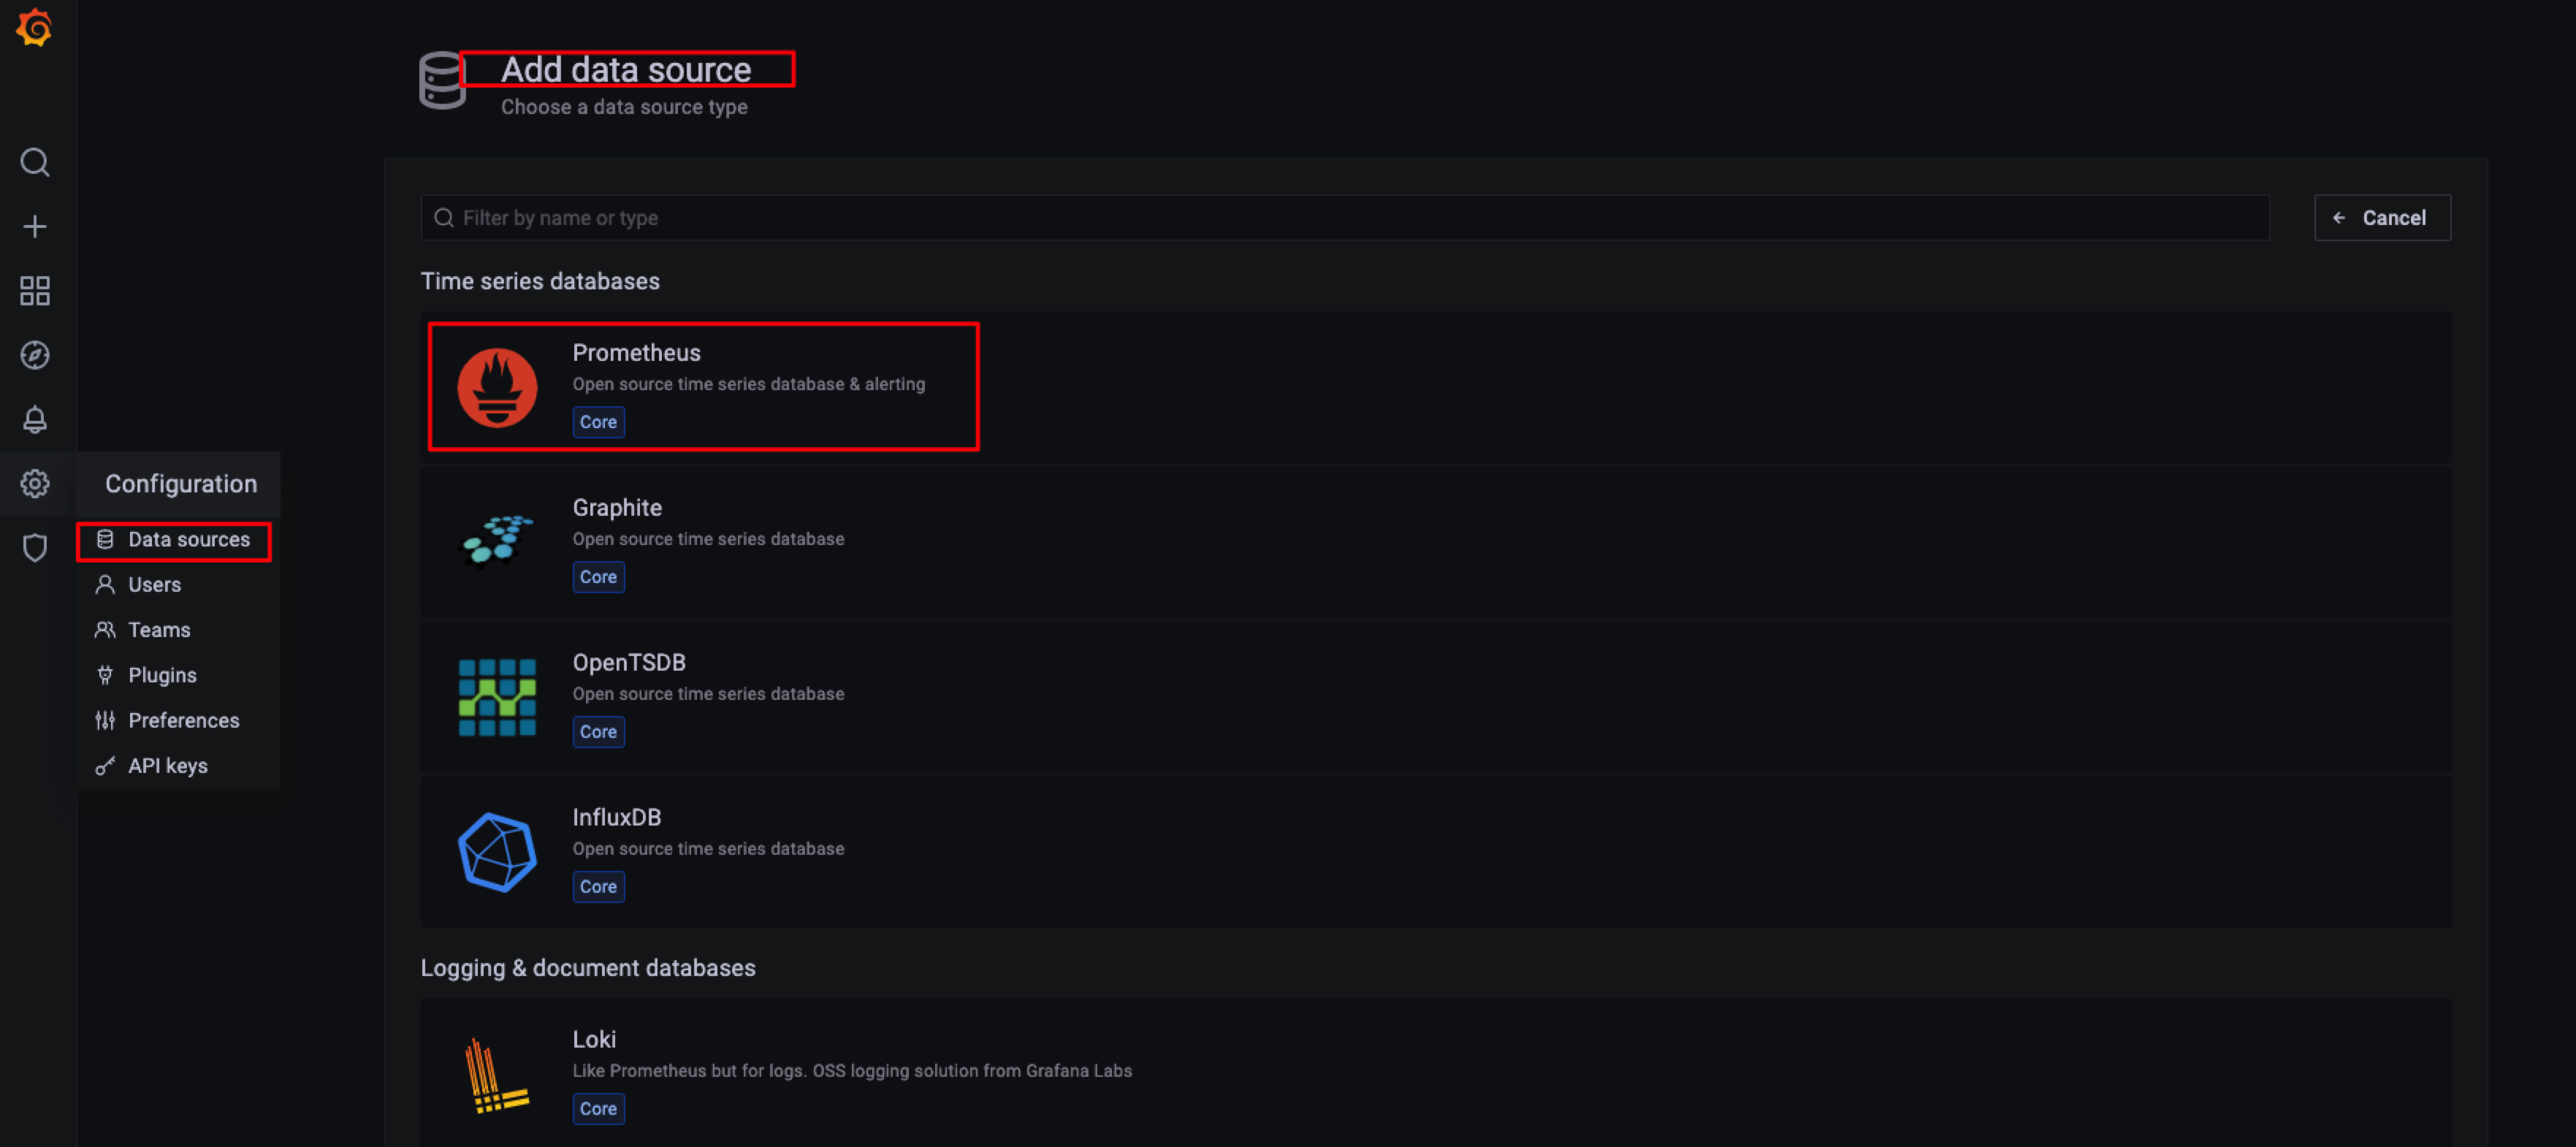 Add data source
Choose a data source type
Filter by name or type
Cancel
Time series databases
Prometheus
Open source time series database & alerting
Core
Configuration
Data sources
Users
Teams
Plugins
Preferences
API keys
Graphite
Open source time series database
Core
OpenTSDB
Open source time series database
Core
InfluxDB
Open source time series database
Core
Logging & document databases
Loki
Like Prometheus but for logs. OSS logging solution from Grafana Labs
Core